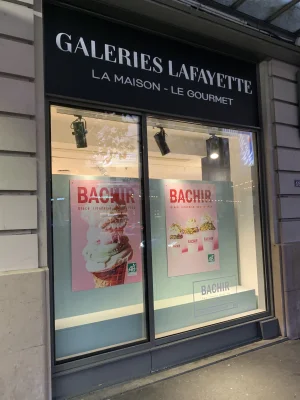 GALERIES LAFAYETTE
LA MAISON - LE GOURMET
BACHIR
BACHIR
BACHIR